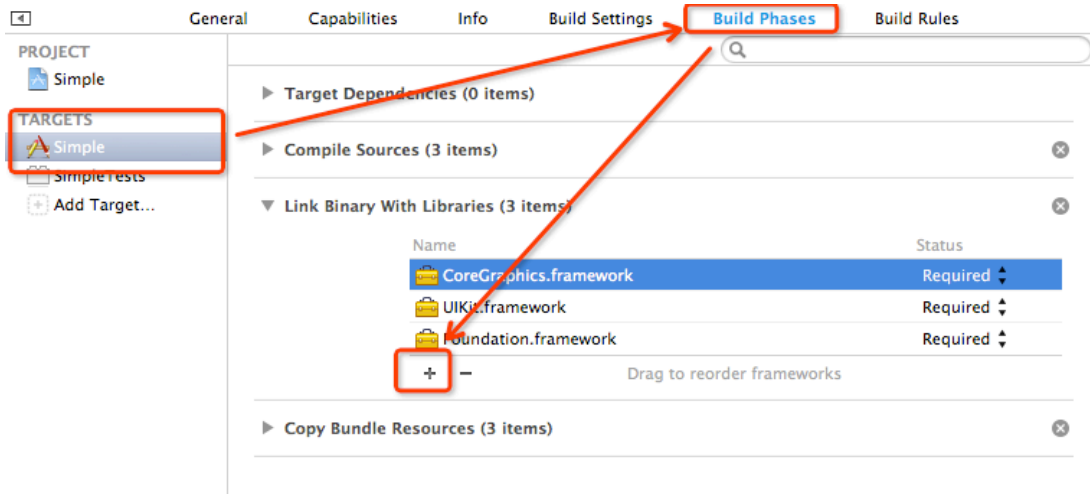 General Capabilities Info Build Settings Build Phases Build Rules
PROJECT
Simple
TARGETS
Simple
SimpleTests
Add Target...
Target Dependencies (0 items)
Compile Sources (3 items)
Link Binary With Libraries (3 items)
Name Status
CoreGraphics.framework Required
UIKit.framework Required
Foundation.framework Required
+ − Drag to reorder frameworks
Copy Bundle Resources (3 items)